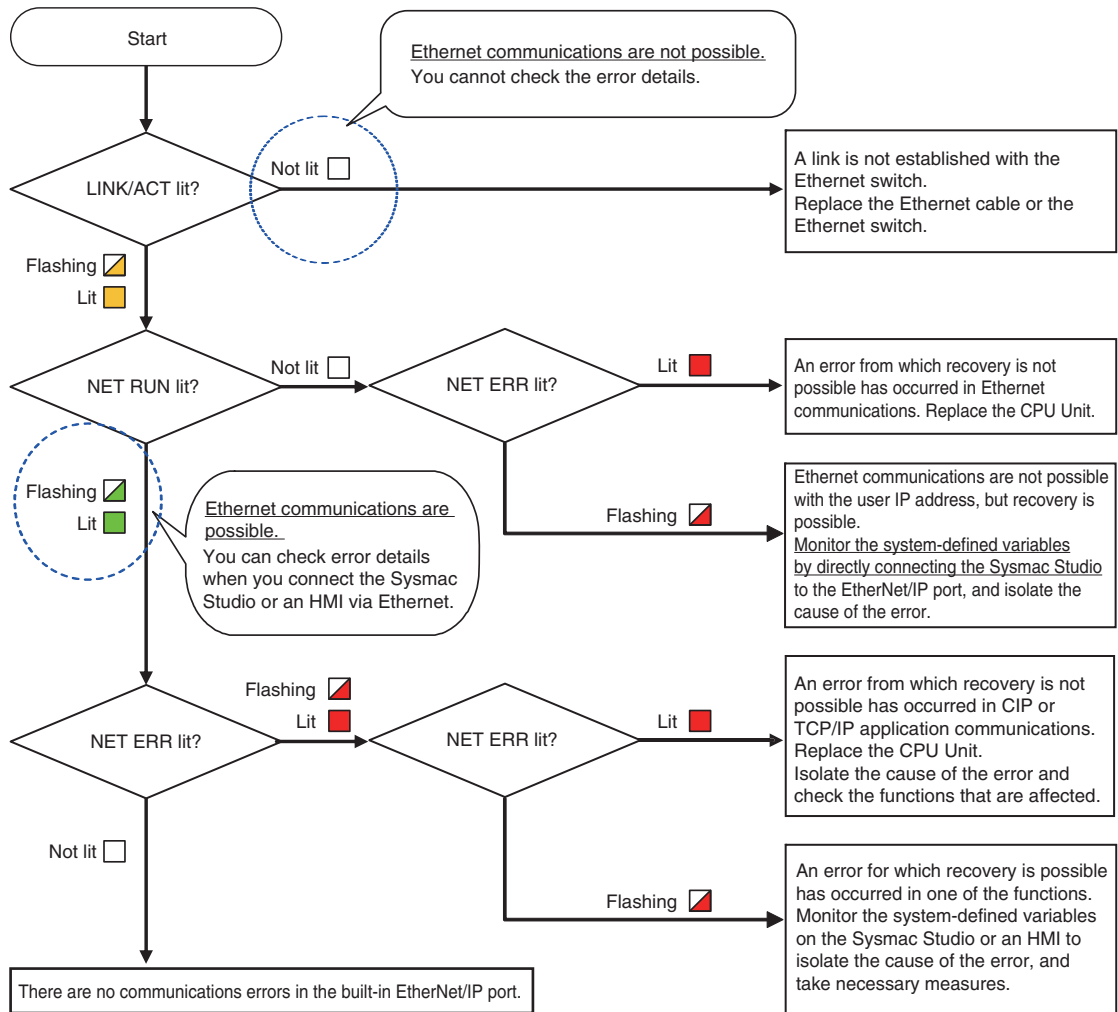 Start
Ethernet communications are not possible.
You cannot check the error details.
LINK/ACT lit?
Not lit
A link is not established with the
Ethernet switch.
Replace the Ethernet cable or the
Ethernet switch.
Flashing
Lit
NET RUN lit?
Not lit
NET ERR lit?
Lit
An error from which recovery is not
possible has occurred in Ethernet
communications. Replace the CPU Unit.
Flashing
Lit
Ethernet communications are
possible.
You can check error details
when you connect the Sysmac
Studio or an HMI via Ethernet.
Flashing
Ethernet communications are not possible
with the user IP address, but recovery is
possible.
Monitor the system-defined variables
by directly connecting the Sysmac Studio
to the EtherNet/IP port, and isolate the
cause of the error.
NET ERR lit?
Flashing
Lit
NET ERR lit?
Lit
An error from which recovery is not
possible has occurred in CIP or
TCP/IP application communications.
Replace the CPU Unit.
Isolate the cause of the error and
check the functions that are affected.
Not lit
Flashing
An error for which recovery is possible
has occurred in one of the functions.
Monitor the system-defined variables
on the Sysmac Studio or an HMI to
isolate the cause of the error, and
take necessary measures.
There are no communications errors in the built-in EtherNet/IP port.